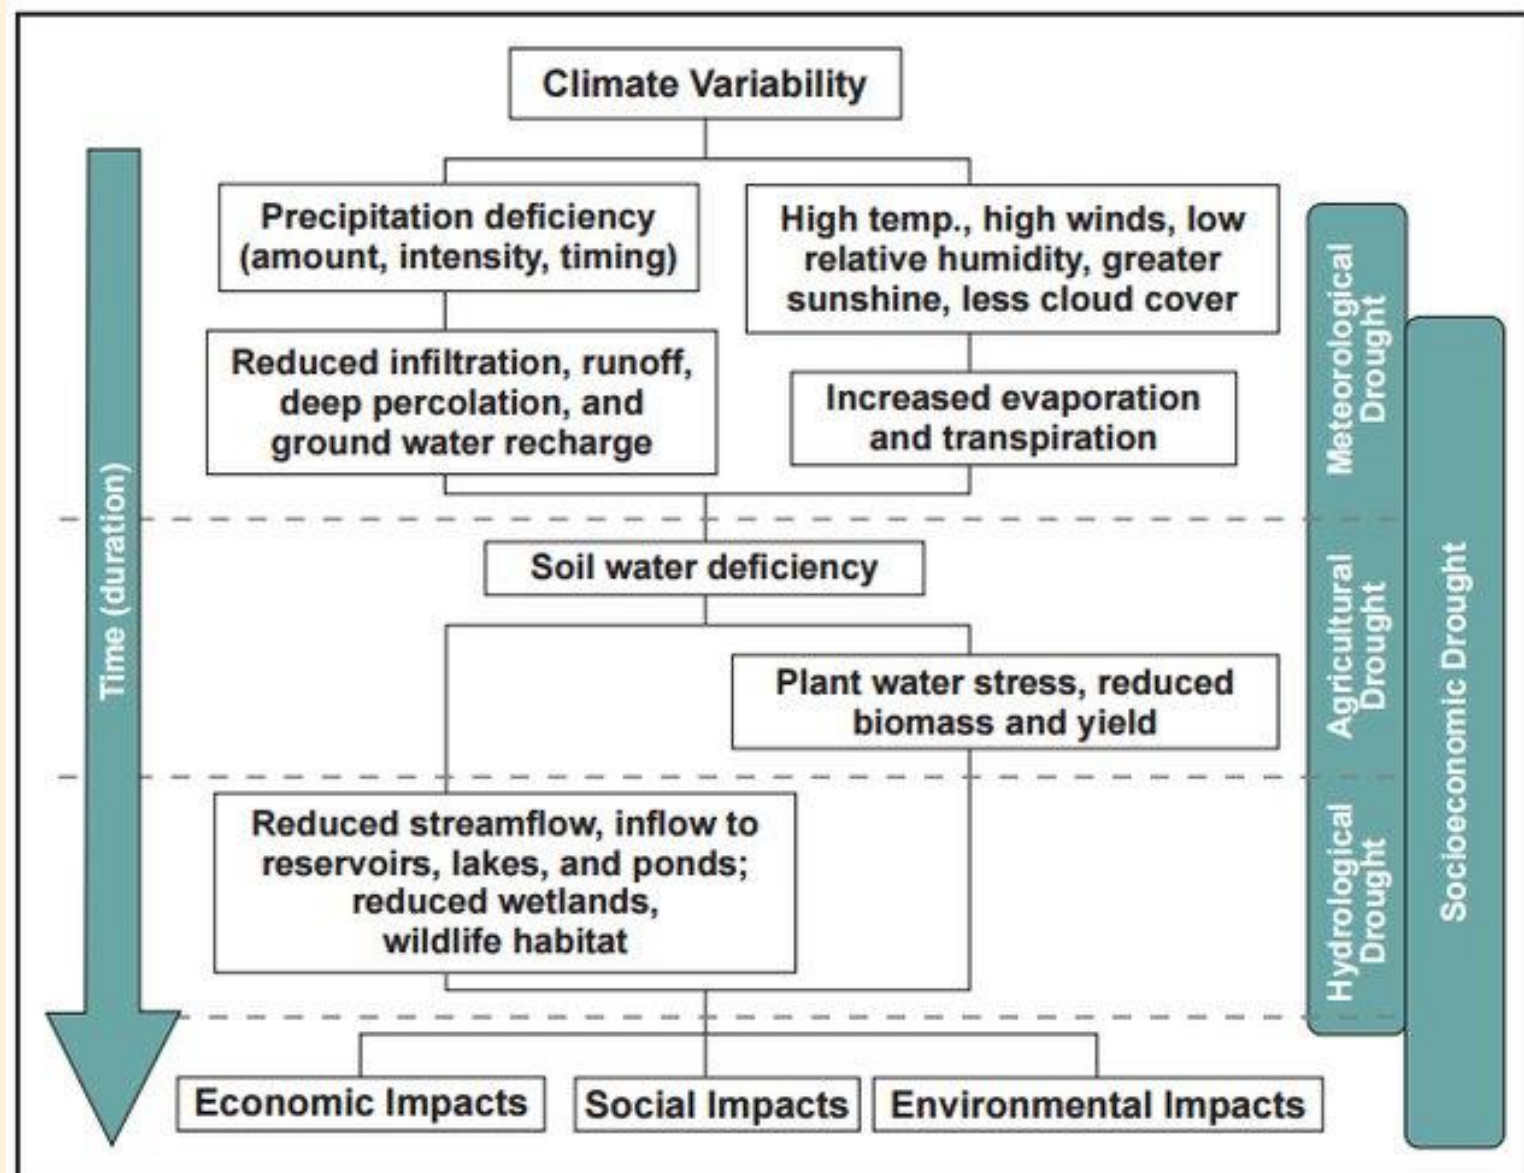 Climate Variability
Precipitation deficiency
(amount, intensity, timing)
High temp., high winds, low
relative humidity, greater
sunshine, less cloud cover
Reduced infiltration, runoff,
deep percolation, and
ground water recharge
Increased evaporation
and transpiration
Soil water deficiency
Plant water stress, reduced
biomass and yield
Reduced streamflow, inflow to
reservoirs, lakes, and ponds;
reduced wetlands,
wildlife habitat
Economic Impacts
Social Impacts
Environmental Impacts
Time (duration)
Meteorological
Drought
Agricultural
Drought
Hydrological
Drought
Socioeconomic Drought